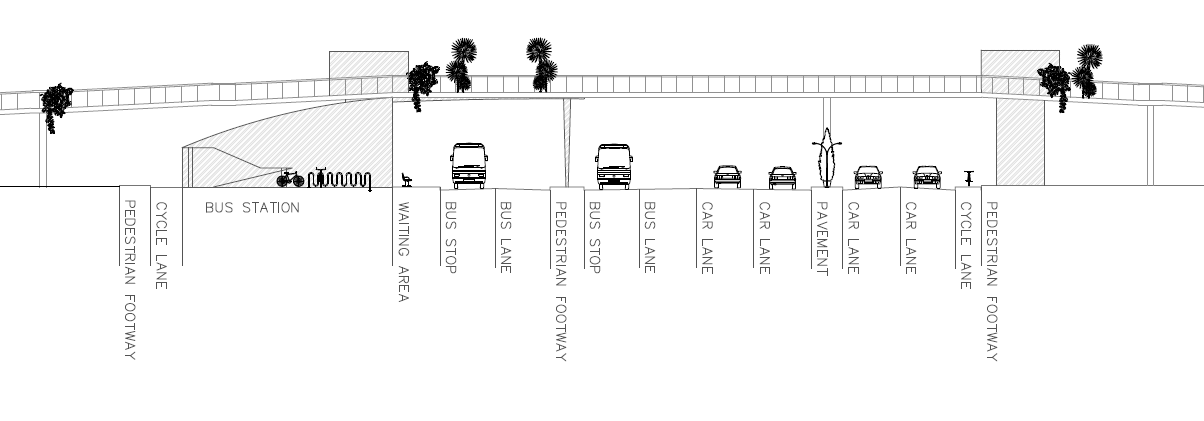 PEDESTRIAN FOOTWAY
CYCLE LANE
BUS STATION
WAITING AREA
BUS STOP
BUS LANE
PEDESTRIAN FOOTWAY
BUS STOP
BUS LANE
CAR LANE
CAR LANE
PAVEMENT
CAR LANE
CAR LANE
CYCLE LANE
PEDESTRIAN FOOTWAY